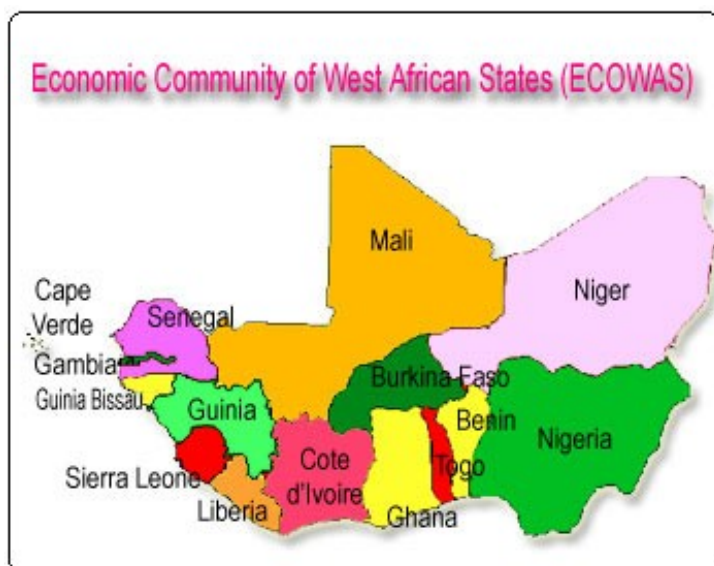 Economic Community of West African States (ECOWAS)
Mali
Niger
Cape
Verde
Senegal
Gambia
Guinia Bissau
Guinia
Burkina Faso
Benin
Nigeria
Sierra Leone
Liberia
Cote
d'Ivoire
Togo
Ghana